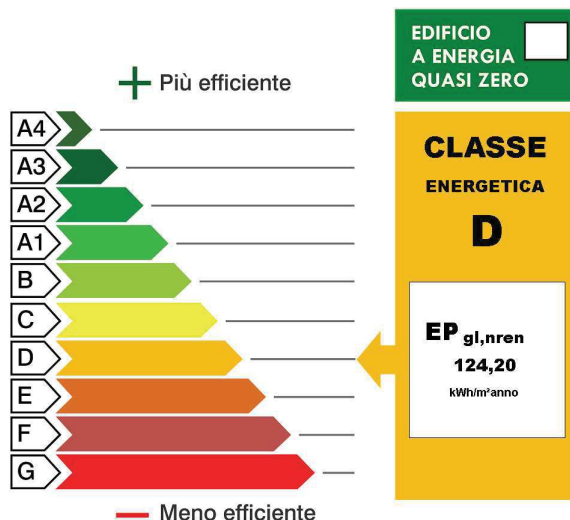 EDIFICIO
A ENERGIA
QUASI ZERO
+ Più efficiente
A4
A3
A2
A1
B
C
D
E
F
G
— Meno efficiente
CLASSE
ENERGETICA
D
EP gl,nren
124,20
kWh/m²anno